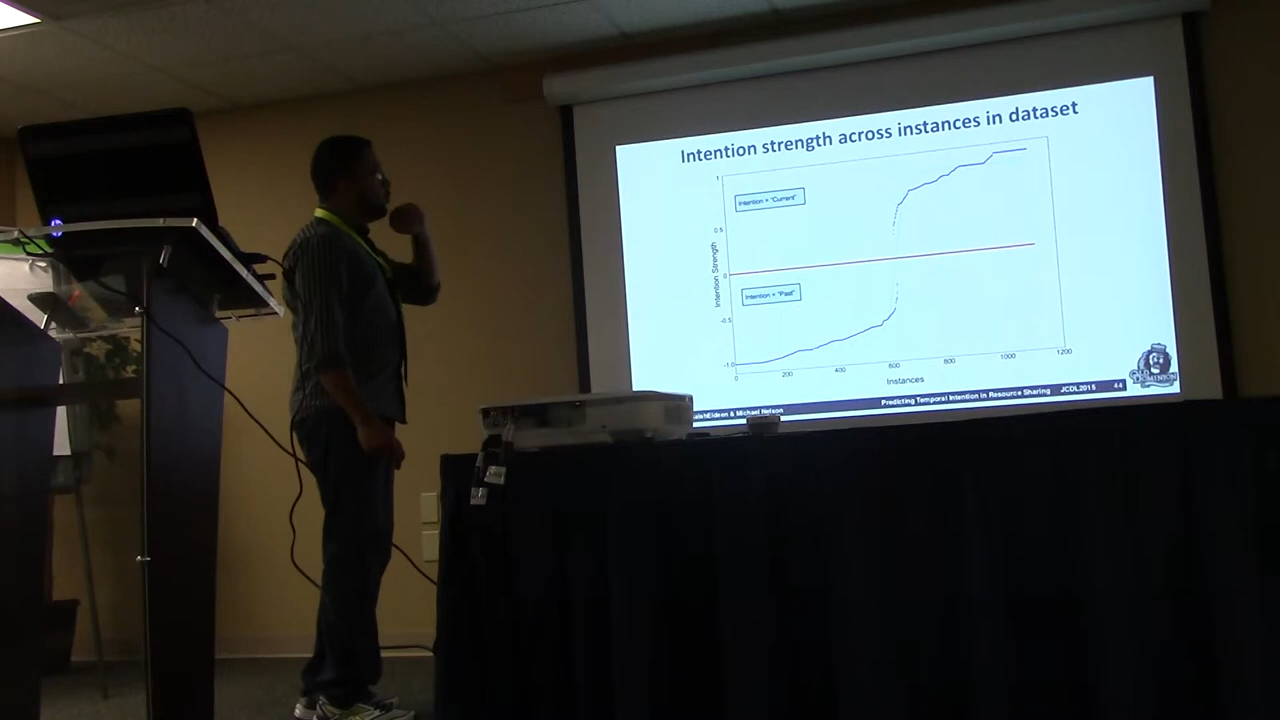 Intention strength across instances in dataset
1
Intention = "Current"
0.5
Intention Strength
0
Intention = "Past"
-0.5
-1.0
0 200 400 600 800 1000 1200
Instances
OLD DOMINION
& Michael Nelson Predicting Temporal Intention in Resource Sharing JCDL2015 44